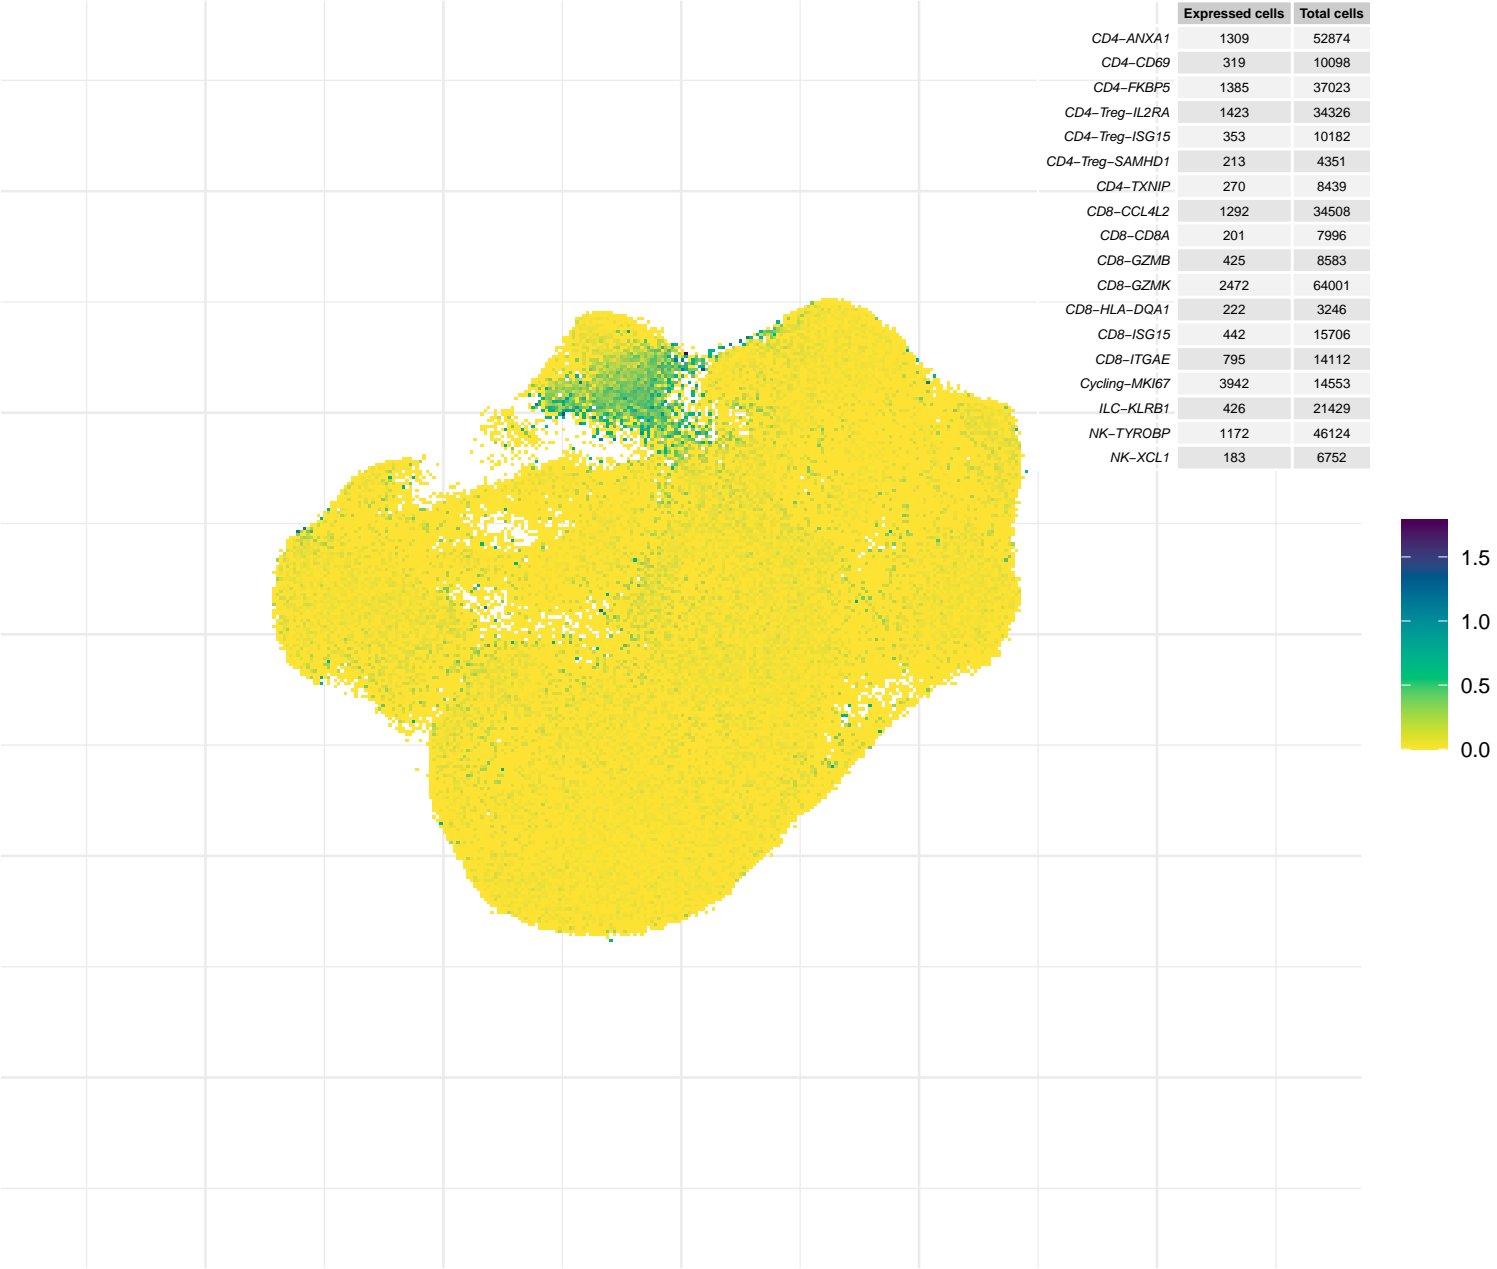 Expressed cells Total cells
CD4−ANXA1 1309 52874
CD4−CD69 319 10098
CD4−FKBP5 1385 37023
CD4−Treg−IL2RA 1423 34326
CD4−Treg−ISG15 353 10182
CD4−Treg−SAMHD1 213 4351
CD4−TXNIP 270 8439
CD8−CCL4L2 1292 34508
CD8−CD8A 201 7996
CD8−GZMB 425 8583
CD8−GZMK 2472 64001
CD8−HLA−DQA1 222 3246
CD8−ISG15 442 15706
CD8−ITGAE 795 14112
Cycling−MKI67 3942 14553
ILC−KLRB1 426 21429
NK−TYROBP 1172 46124
NK−XCL1 183 6752
1.5
1.0
0.5
0.0